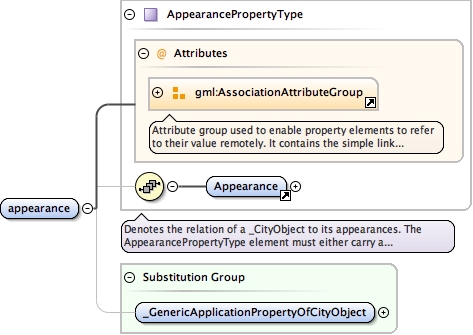 AppearancePropertyType
@ Attributes
gml:AssociationAttributeGroup
Attribute group used to enable property elements to refer
to their value remotely. It contains the simple link...
Appearance
appearance
Denotes the relation of a _CityObject to its appearances. The
AppearancePropertyType element must either carry a...
Substitution Group
_GenericApplicationPropertyOfCityObject